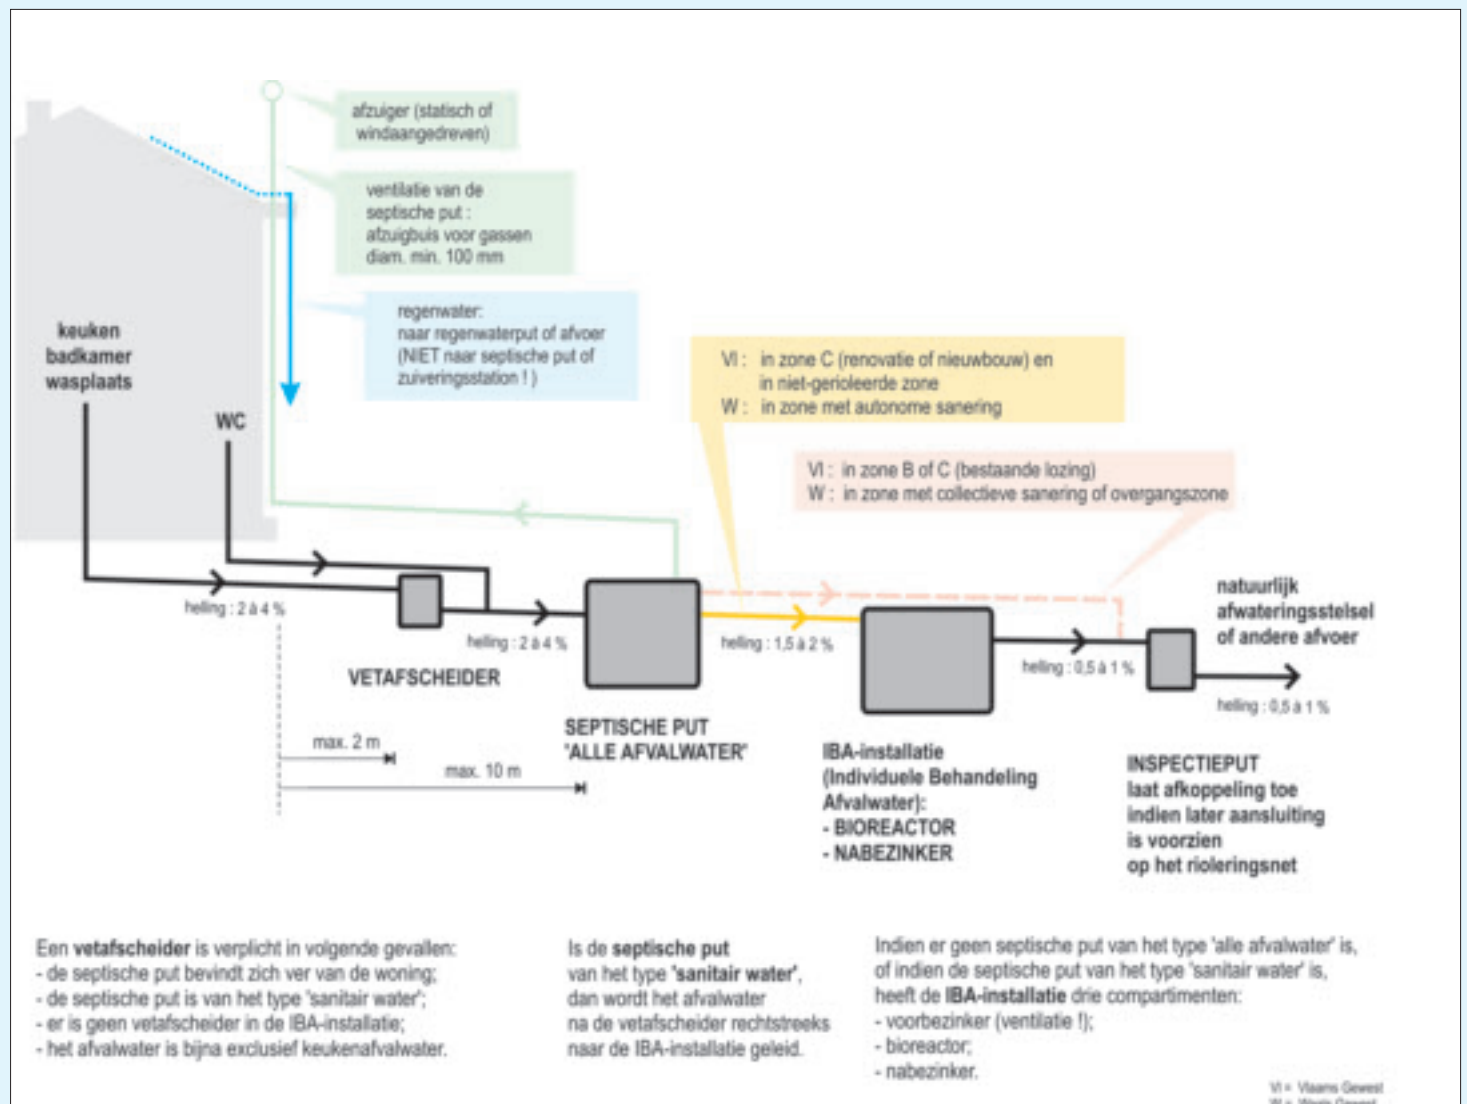 afzuiger (statisch of
windaangedreven)
ventilatie van de
septische put :
afzuigbuis voor gassen
diam. min. 100 mm
regenwater:
naar regenwaterput of afvoer
(NIET naar septische put of
zuiveringsstation ! )
keuken
badkamer
wasplaats
WC
Vl : in zone C (renovatie of nieuwbouw) en
in niet-gerioleerde zone
W : in zone met autonome sanering
Vl : in zone B of C (bestaande lozing)
W : in zone met collectieve sanering of overgangszone
helling : 2 à 4 %
helling : 2 à 4 %
helling : 1,5 à 2 %
helling : 0,5 à 1 %
natuurlijk
afwateringsstelsel
of andere afvoer
helling : 0,5 à 1 %
VETAFSCHEIDER
SEPTISCHE PUT
'ALLE AFVALWATER'
max. 2 m
max. 10 m
IBA-installatie
(Individuele Behandeling
Afvalwater):
- BIOREACTOR
- NABEZINKER
INSPECTIEPUT
laat afkoppeling toe
indien later aansluiting
is voorzien
op het rioleringsnet
Een vetafscheider is verplicht in volgende gevallen:
- de septische put bevindt zich ver van de woning;
- de septische put is van het type 'sanitair water';
- er is geen vetafscheider in de IBA-installatie;
- het afvalwater is bijna exclusief keukenafvalwater.
Is de septische put
van het type 'sanitair water',
dan wordt het afvalwater
na de vetafscheider rechtstreeks
naar de IBA-installatie geleid.
Indien er geen septische put van het type 'alle afvalwater' is,
of indien de septische put van het type 'sanitair water' is,
heeft de IBA-installatie drie compartimenten:
- voorbezinker (ventilatie !);
- bioreactor;
- nabezinker.
Vl = Vlaams Gewest